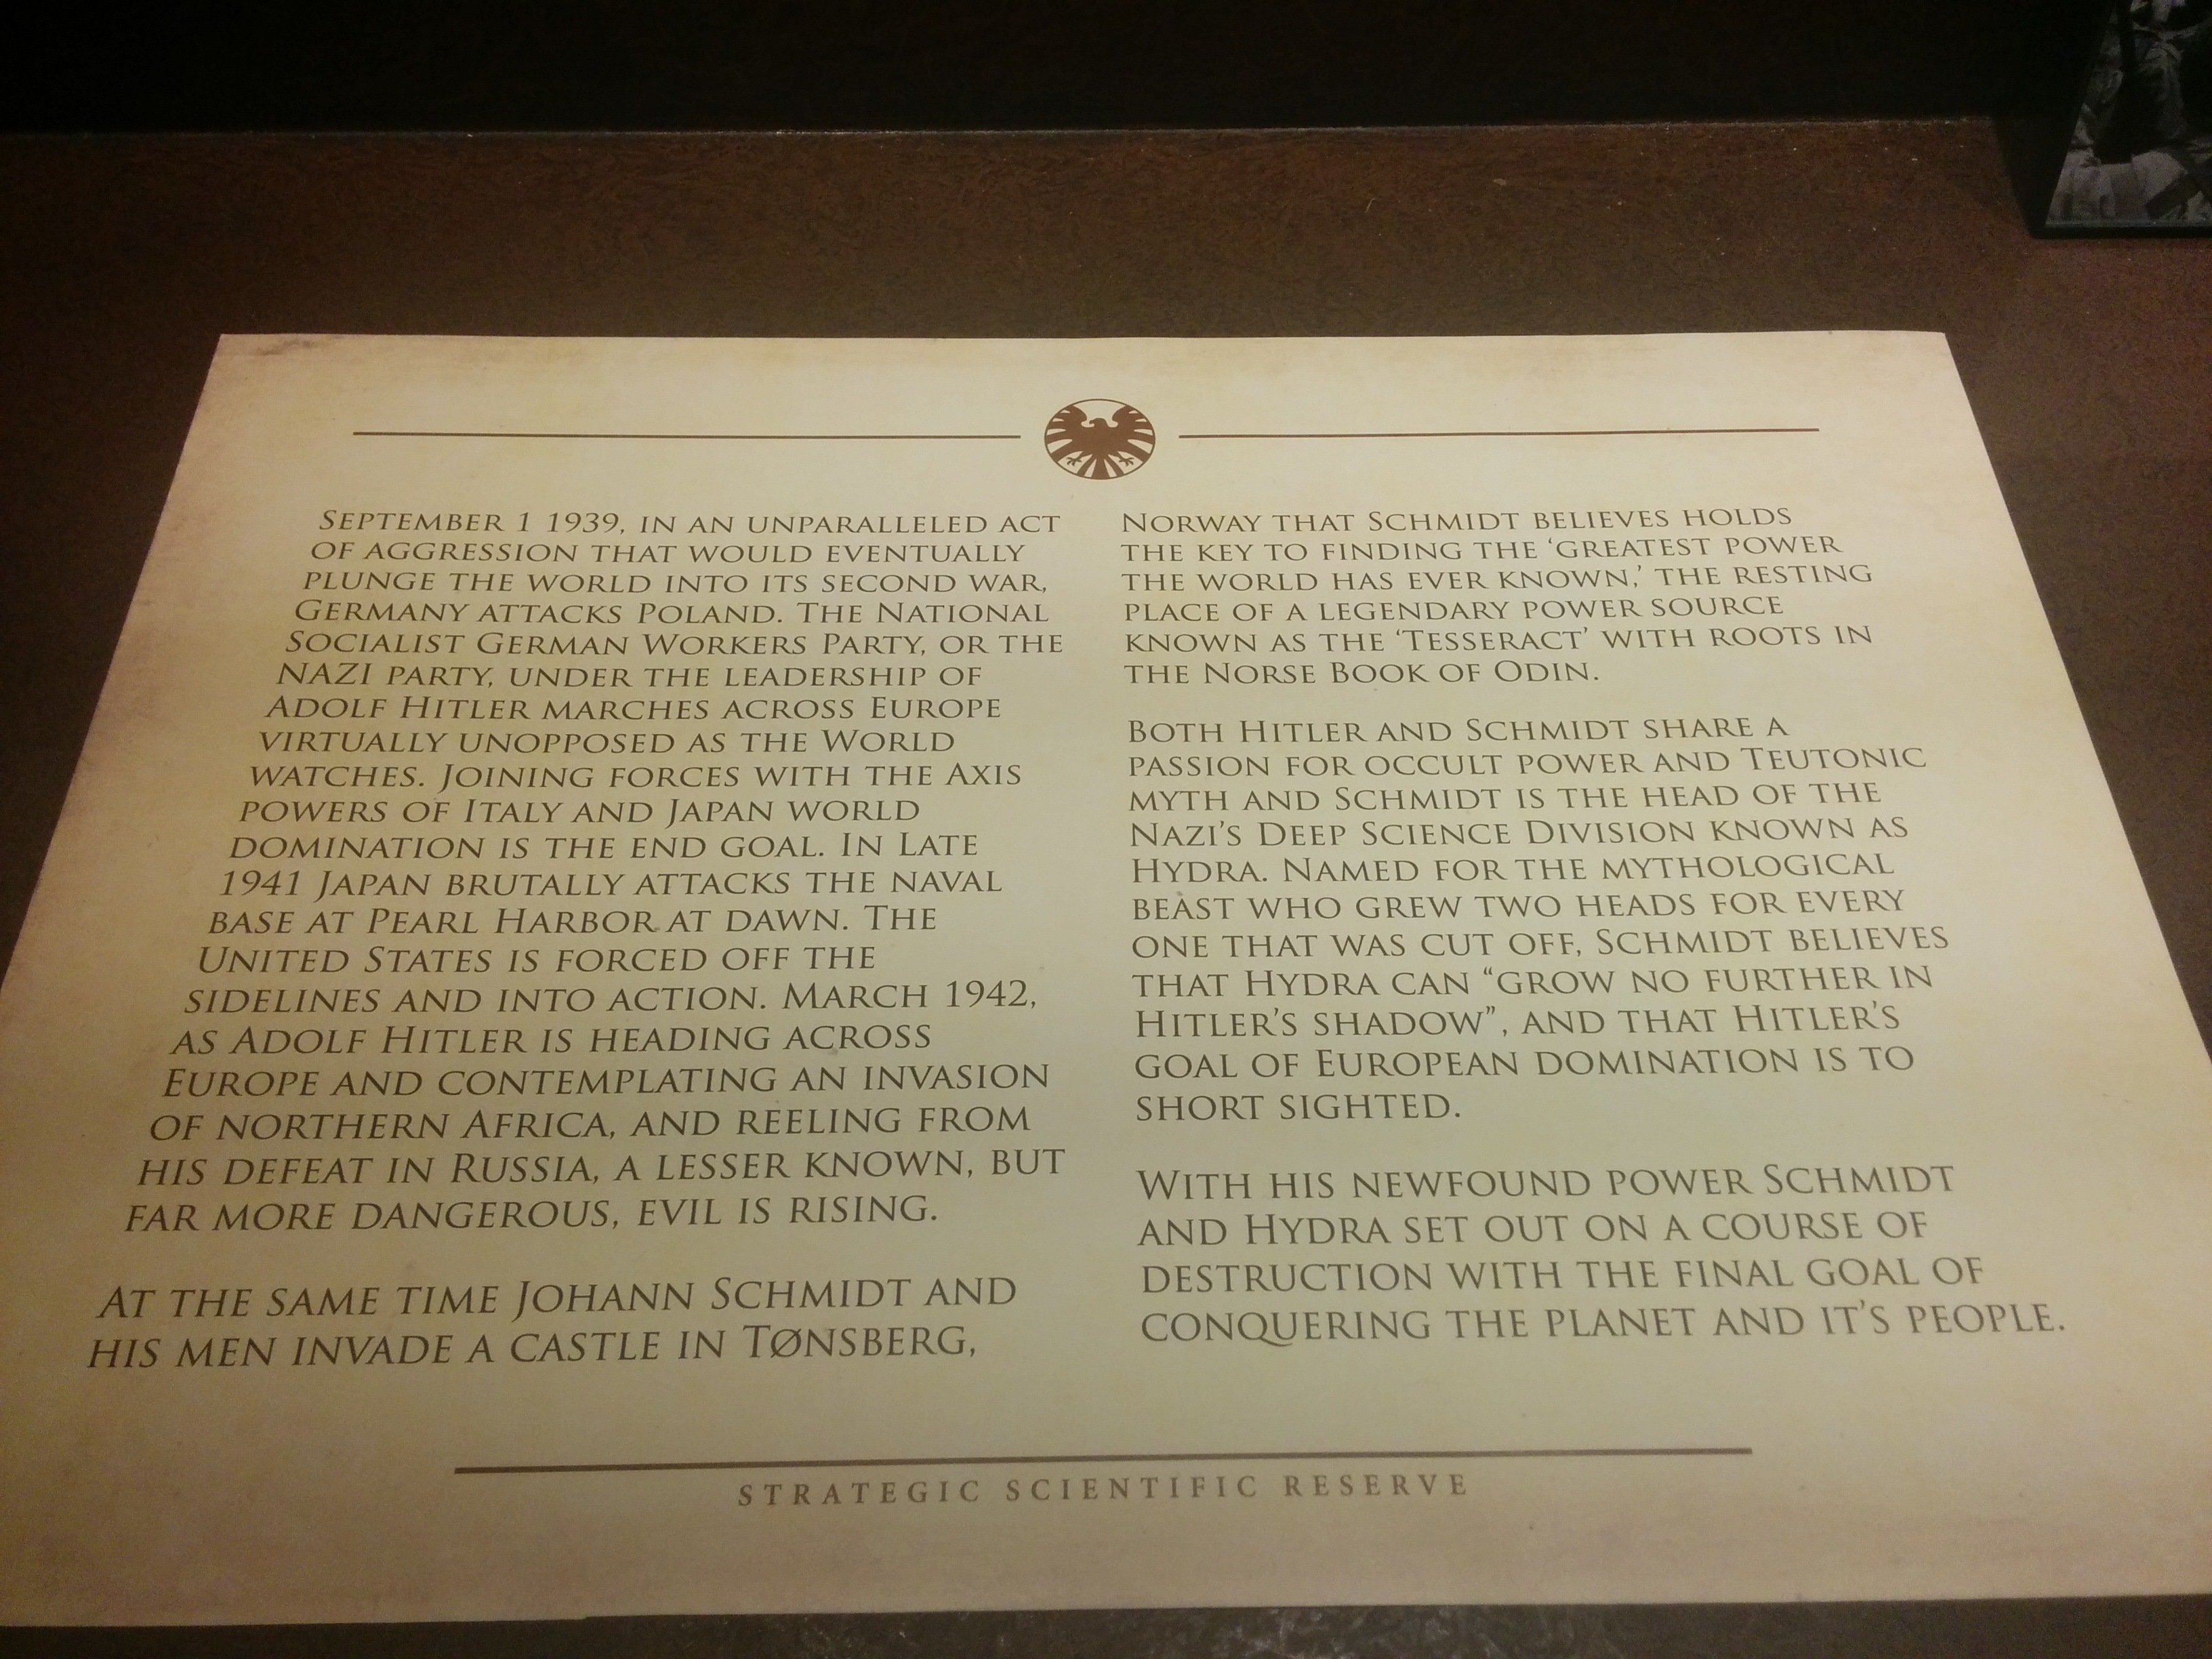 September 1 1939, in an unparalleled act
of aggression that would eventually
plunge the world into its second war,
Germany attacks Poland. The National
Socialist German Workers Party, or the
NAZI party, under the leadership of
Adolf Hitler marches across Europe
virtually unopposed as the World
watches. Joining forces with the Axis
powers of Italy and Japan world
domination is the end goal. In Late
1941 Japan brutally attacks the naval
base at Pearl Harbor at dawn. The
United States is forced off the
sidelines and into action. March 1942,
as Adolf Hitler is heading across
Europe and contemplating an invasion
of northern Africa, and reeling from
his defeat in Russia, a lesser known, but
far more dangerous, evil is rising.
At the same time Johann Schmidt and
his men invade a castle in Tønsberg,
Norway that Schmidt believes holds
the key to finding the ‘greatest power
the world has ever known,’ the resting
place of a legendary power source
known as the ‘Tesseract’ with roots in
the Norse Book of Odin.
Both Hitler and Schmidt share a
passion for occult power and Teutonic
myth and Schmidt is the head of the
Nazi’s Deep Science Division known as
Hydra. Named for the mythological
beast who grew two heads for every
one that was cut off, Schmidt believes
that Hydra can “grow no further in
Hitler’s shadow”, and that Hitler’s
goal of European domination is to
short sighted.
With his newfound power Schmidt
and Hydra set out on a course of
destruction with the final goal of
conquering the planet and it’s people.
STRATEGIC SCIENTIFIC RESERVE